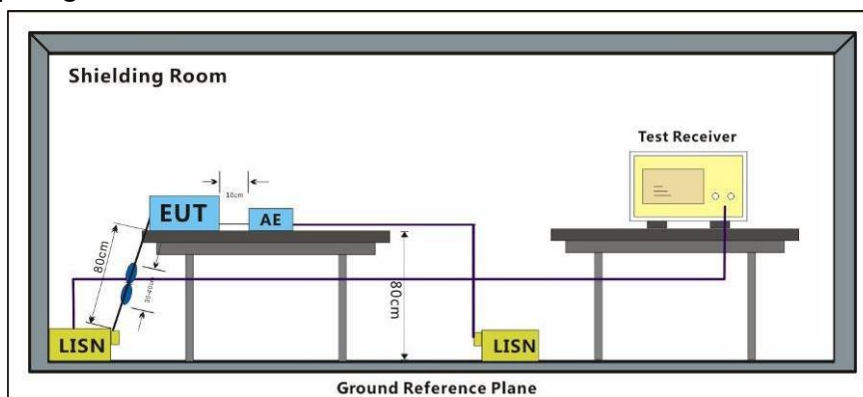 Shielding Room
Test Receiver
10cm
EUT
AE
80cm
80cm
LISN
LISN
Ground Reference Plane